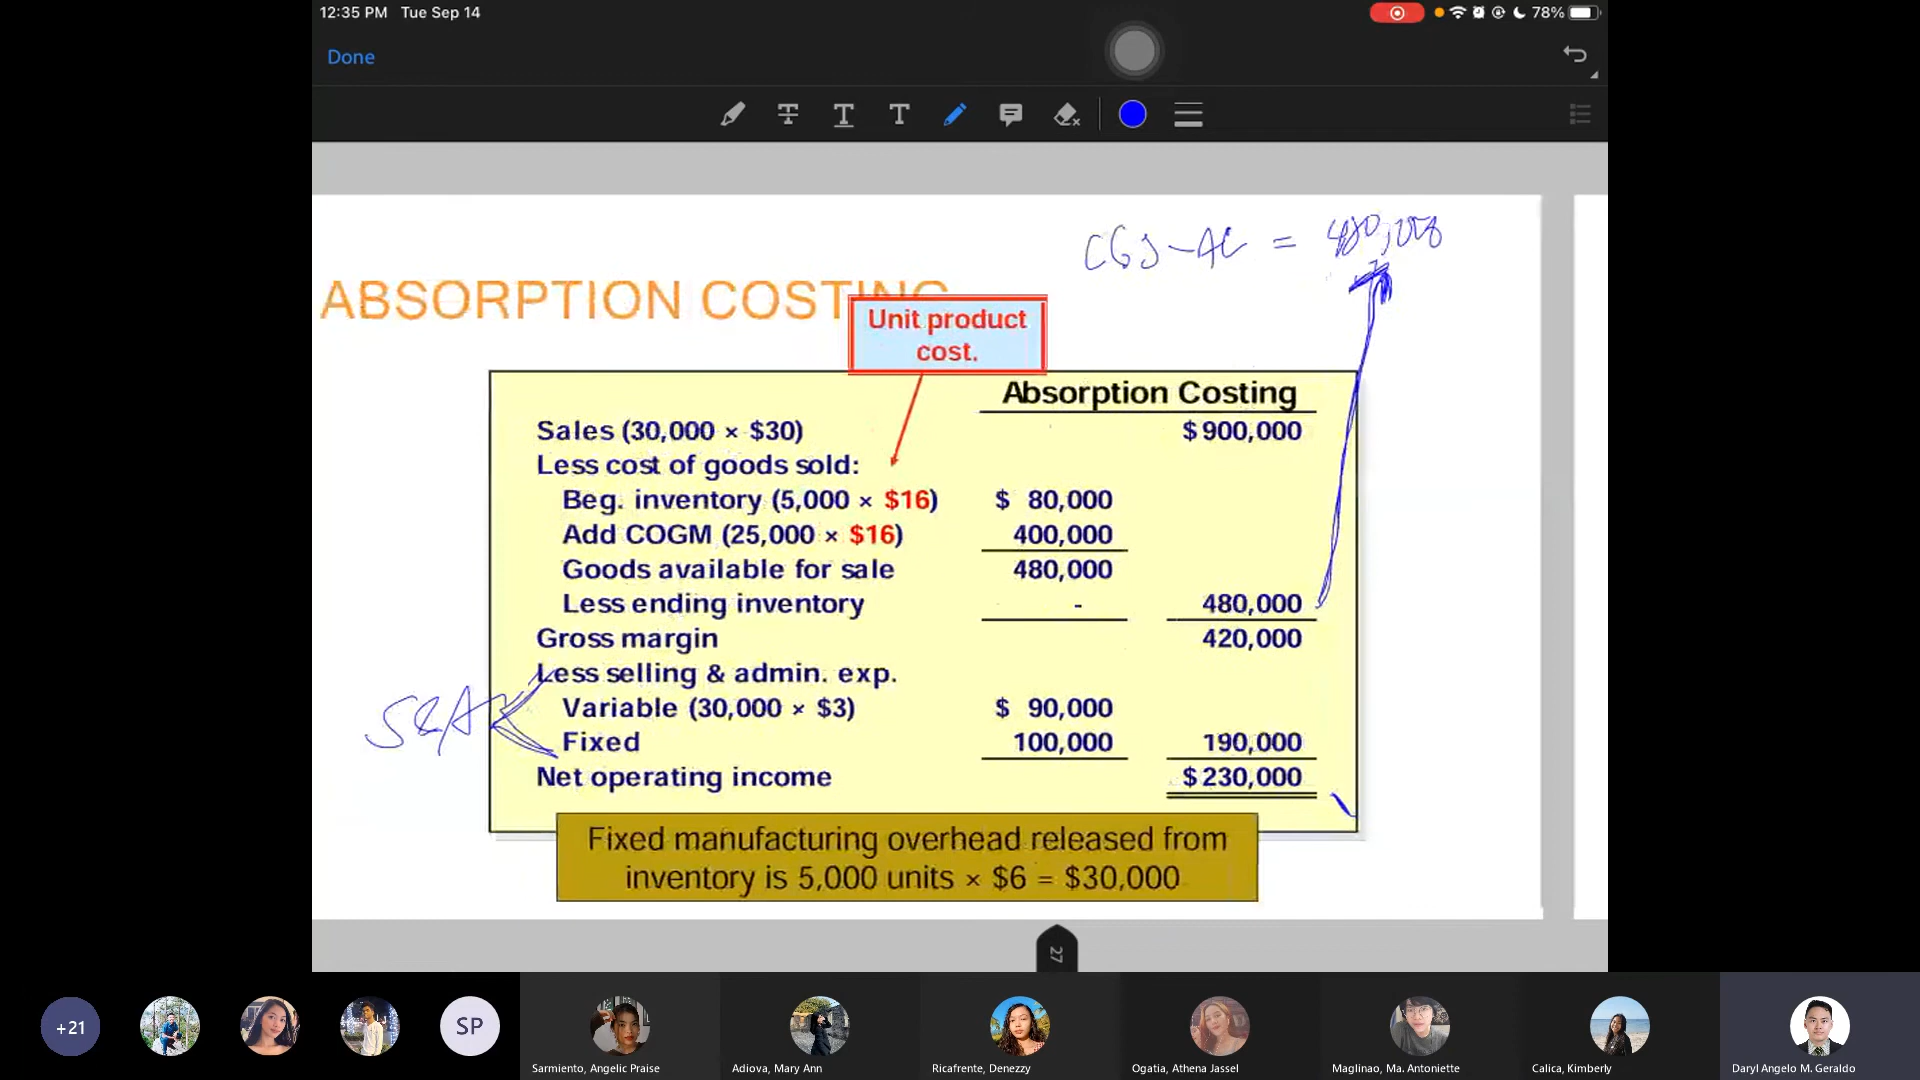 12:35 PM Tue Sep 14
78%
Done
CGS-AC = 480,000
ABSORPTION COSTING
Unit product
cost.
Absorption Costing
Sales (30,000 × $30) $ 900,000
Less cost of goods sold:
Beg. inventory (5,000 × $16) $ 80,000
Add COGM (25,000 × $16) 400,000
Goods available for sale 480,000
Less ending inventory - 480,000
Gross margin 420,000
Less selling & admin. exp.
S&A
Variable (30,000 × $3) $ 90,000
Fixed 100,000 190,000
Net operating income $ 230,000
Fixed manufacturing overhead released from
inventory is 5,000 units × $6 = $30,000
27
+21
SP
Sarmiento, Angelic Praise
Adiova, Mary Ann
Ricafrente, Denezzy
Ogatia, Athena Jassel
Maglinao, Ma. Antoniette
Calica, Kimberly
Daryl Angelo M. Geraldo